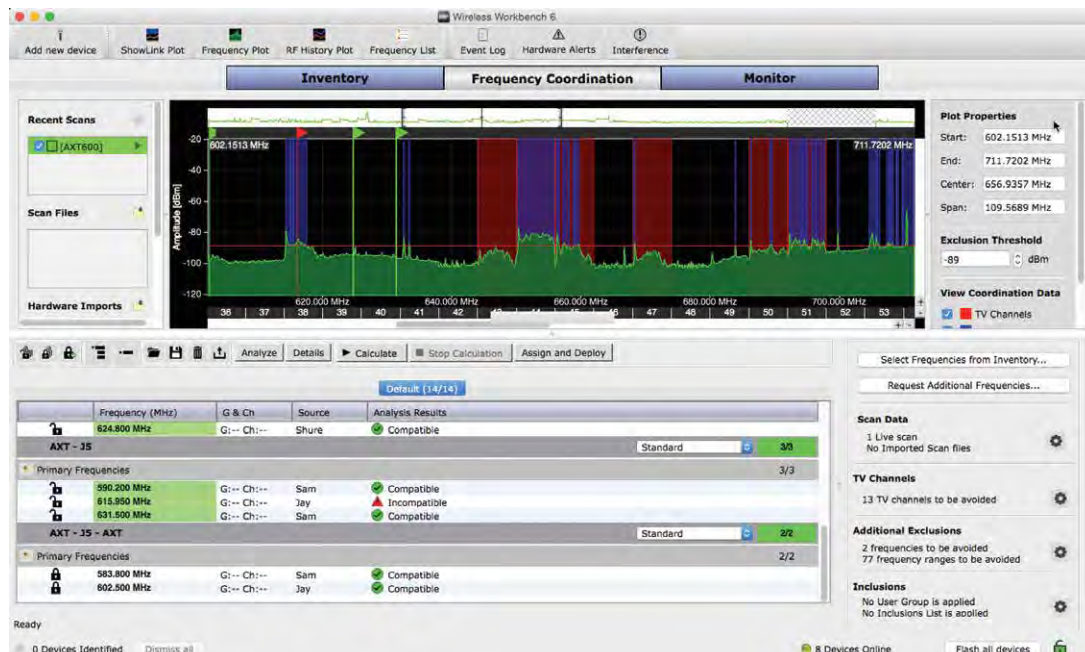 Wireless Workbench 6
Add new device ShowLink Plot Frequency Plot RF History Plot Frequency List Event Log Hardware Alerts Interference
Inventory Frequency Coordination Monitor
Recent Scans
[AXT600]
Scan Files
Hardware Imports
Amplitude [dBm]
-20
-40
-60
-80
-100
-120
602.1513 MHz 711.7202 MHz
620.000 MHz 640.000 MHz 660.000 MHz 680.000 MHz 700.000 MHz
36 37 38 39 40 41 42 46 47 48 49 50 51 52 53
Plot Properties
Start: 602.1513 MHz
End: 711.7202 MHz
Center: 656.9357 MHz
Span: 109.5689 MHz
Exclusion Threshold
-89 dBm
View Coordination Data
TV Channels
Analyze Details Calculate Stop Calculation Assign and Deploy
Default (14/14)
Frequency (MHz) G & Ch Source Analysis Results
624.800 MHz G:-- Ch:-- Shure Compatible
AXT - J5 Standard 3/3
Primary Frequencies 3/3
590.200 MHz G:-- Ch:-- Sam Compatible
615.950 MHz G:-- Ch:-- Jay Incompatible
631.500 MHz G:-- Ch:-- Sam Compatible
AXT - J5 - AXT Standard 2/2
Primary Frequencies 2/2
583.800 MHz G:-- Ch:-- Sam Compatible
602.500 MHz G:-- Ch:-- Jay Compatible
Select Frequencies from Inventory...
Request Additional Frequencies...
Scan Data
1 Live scan
No Imported Scan files
TV Channels
13 TV channels to be avoided
Additional Exclusions
2 frequencies to be avoided
77 frequency ranges to be avoided
Inclusions
No User Group is applied
No Inclusions List is applied
Ready
0 Devices Identified Dismiss all 8 Devices Online Flash all devices